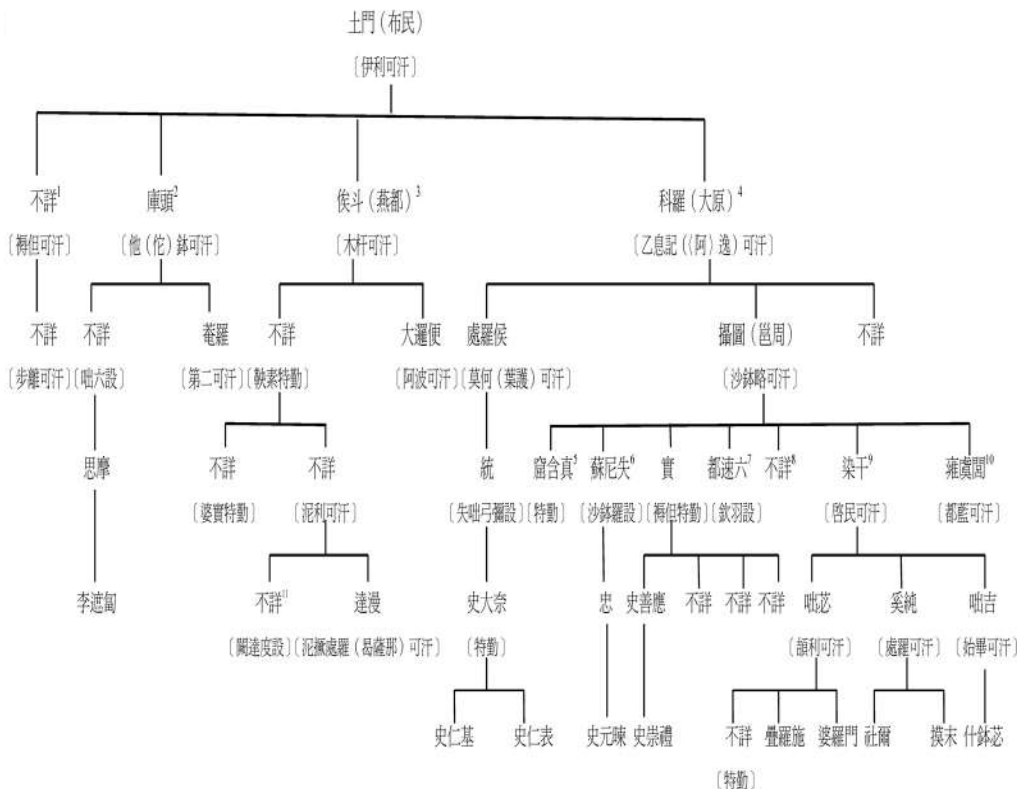 土門（布民）
〔伊利可汗〕
不詳1 庫頭2 俟斗（燕都）3 科羅（大原）4
〔褥但可汗〕 〔他（佗）鉢可汗〕 〔木杆可汗〕 〔乙息記（〈阿〉逸）可汗〕
不詳 不詳 菴羅 不詳 大邏便 處羅侯 攝圖（邕周） 不詳
〔步離可汗〕 〔咄六設〕 〔第二可汗〕 〔鞅素特勤〕 〔阿波可汗〕 〔莫何（葉護）可汗〕 〔沙鉢略可汗〕
思摩 不詳 不詳 統 窟含真5 蘇尼失6 實 都速六7 不詳8 染干9 雍虞閭10
〔婆實特勤〕 〔泥利可汗〕 〔失咄弓彌設〕 〔特勤〕 〔沙鉢羅設〕 〔褥但特勤〕 〔欽羽設〕 〔啓民可汗〕 〔都藍可汗〕
李遮匐 不詳11 達漫 史大奈 忠 史善應 不詳 不詳 不詳 咄苾 奚純 咄吉
〔闕達度設〕 〔泥撅處羅（曷薩那）可汗〕 〔特勤〕 〔頡利可汗〕 〔處羅可汗〕 〔始畢可汗〕
史仁基 史仁表 史元暕 史崇禮 不詳 疊羅施 婆羅門 社爾 摸末 什鉢苾
〔特勤〕